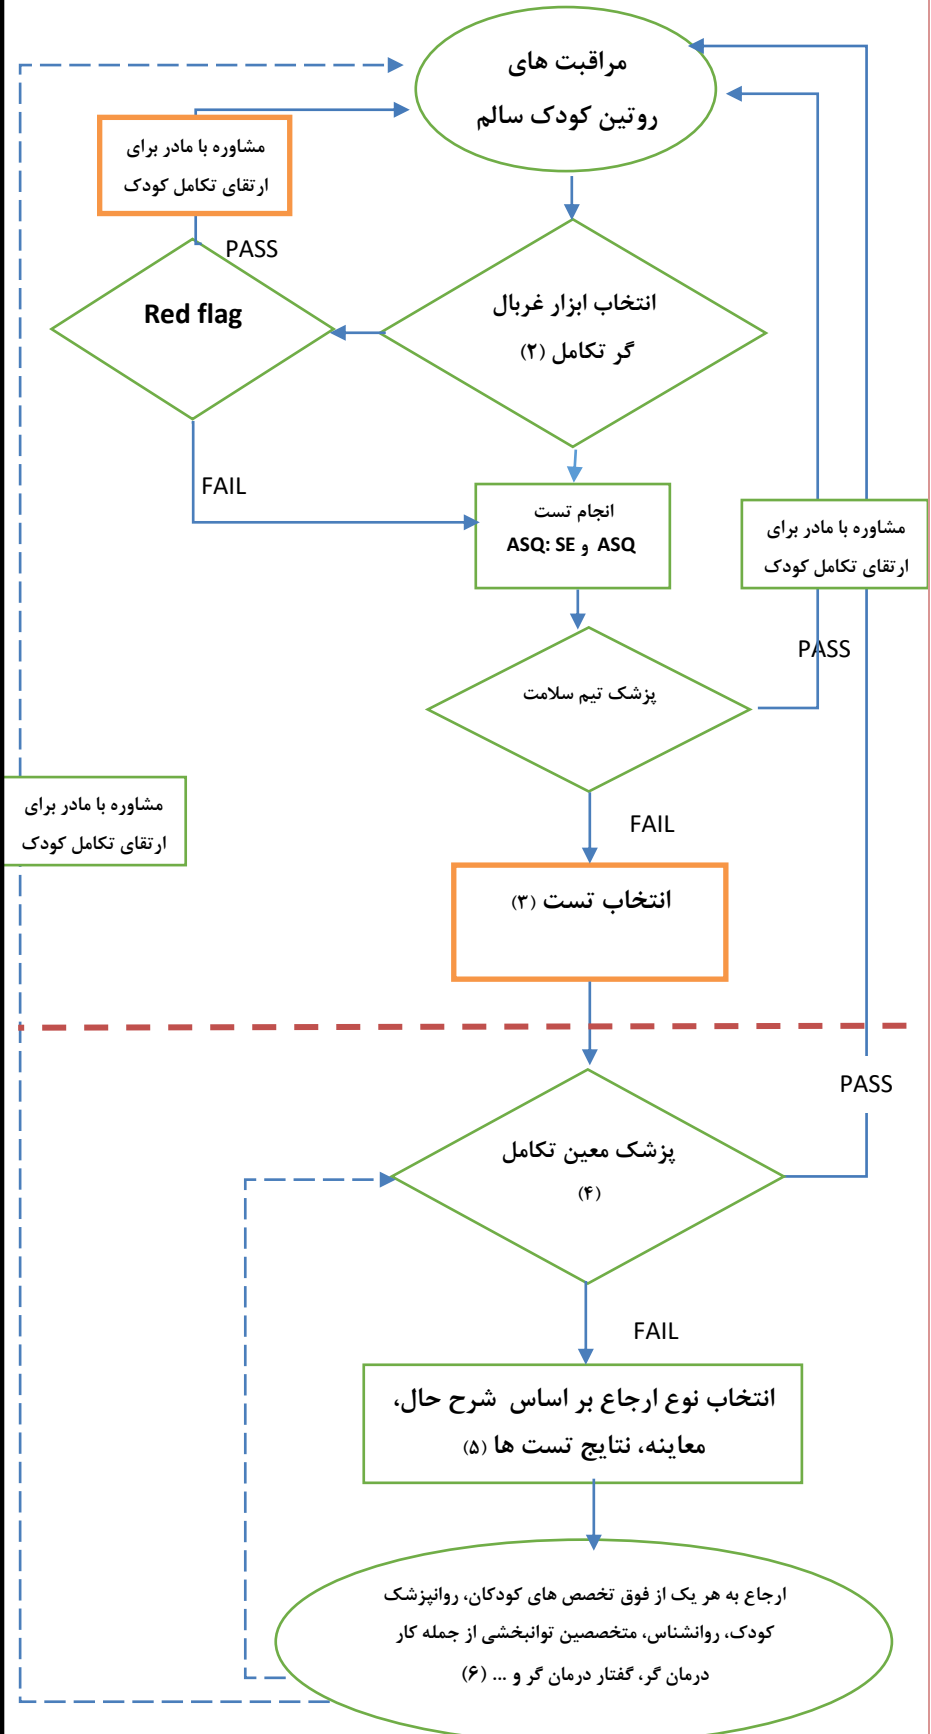 مراقبت های
روتین کودک سالم
مشاوره با مادر برای
ارتقای تکامل کودک
PASS
Red flag
انتخاب ابزار غربال
گر تکامل (۲)
FAIL
انجام تست
ASQ و ASQ: SE
مشاوره با مادر برای
ارتقای تکامل کودک
PASS
پزشک تیم سلامت
مشاوره با مادر برای
ارتقای تکامل کودک
FAIL
انتخاب تست (۳)
PASS
پزشک معین تکامل
(۴)
FAIL
انتخاب نوع ارجاع بر اساس شرح حال،
معاینه، نتایج تست ها (۵)
ارجاع به هر یک از فوق تخصص های کودکان، روانپزشک
کودک، روانشناس، متخصصین توانبخشی از جمله کار
درمان گر، گفتار درمان گر و ... (۶)